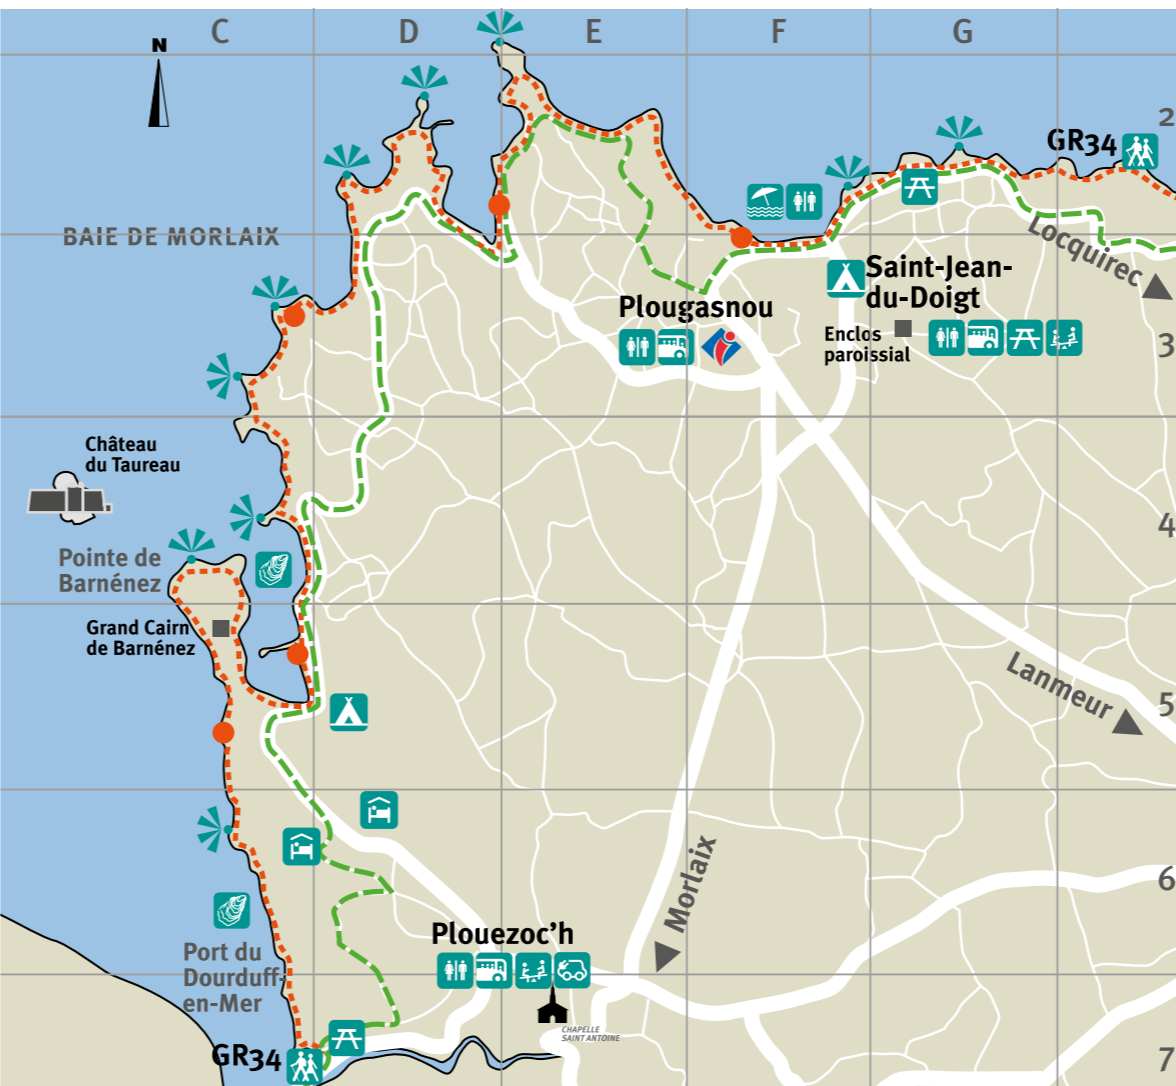 C D E F G
N
2
GR34
BAIE DE MORLAIX
Locquirec
Saint-Jean-
du-Doigt
Plougasnou
Enclos
paroissial
3
Château
du Taureau
4
Pointe de
Barnénez
Grand Cairn
de Barnénez
Lanmeur
5
Morlaix
6
Plouezoc'h
Port du
Dourduff-
en-Mer
CHAPELLE
SAINT ANTOINE
GR34
7